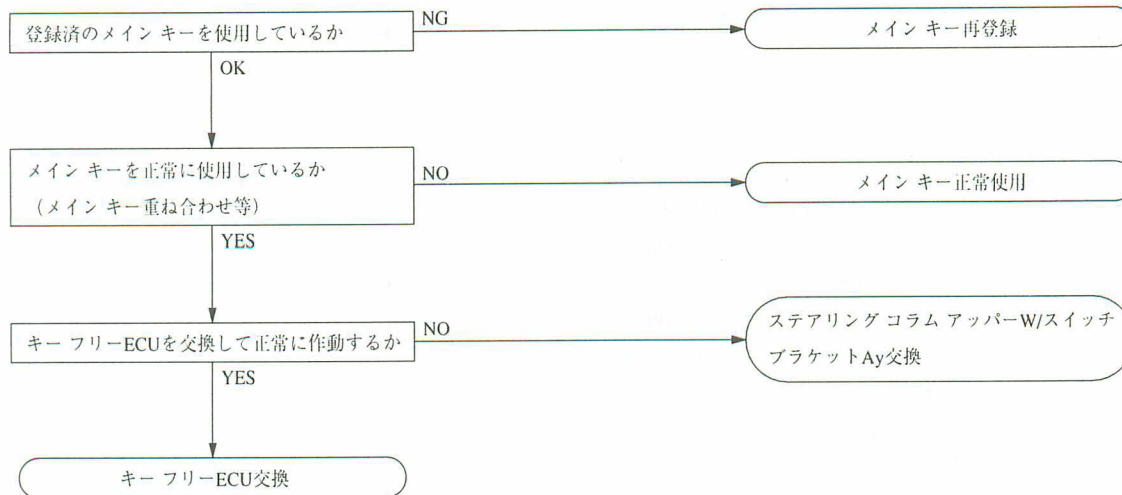 登録済のメイン キーを使用しているか
NG
メイン キー再登録
OK
メイン キーを正常に使用しているか
（メイン キー重ね合わせ等）
NO
メイン キー正常使用
YES
キー フリーECUを交換して正常に作動するか
NO
ステアリング コラム アッパーW/スイッチ
ブラケットAy交換
YES
キー フリーECU交換